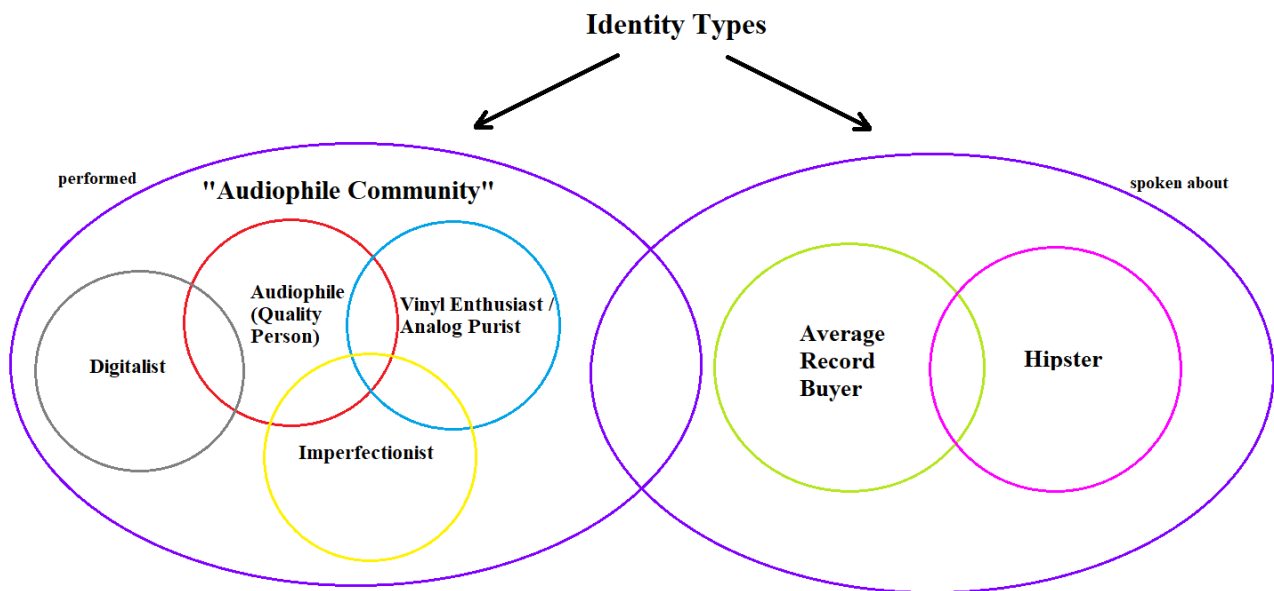 Identity Types
performed
"Audiophile Community"
spoken about
Audiophile
(Quality
Person)
Vinyl Enthusiast /
Analog Purist
Digitalist
Imperfectionist
Average
Record
Buyer
Hipster